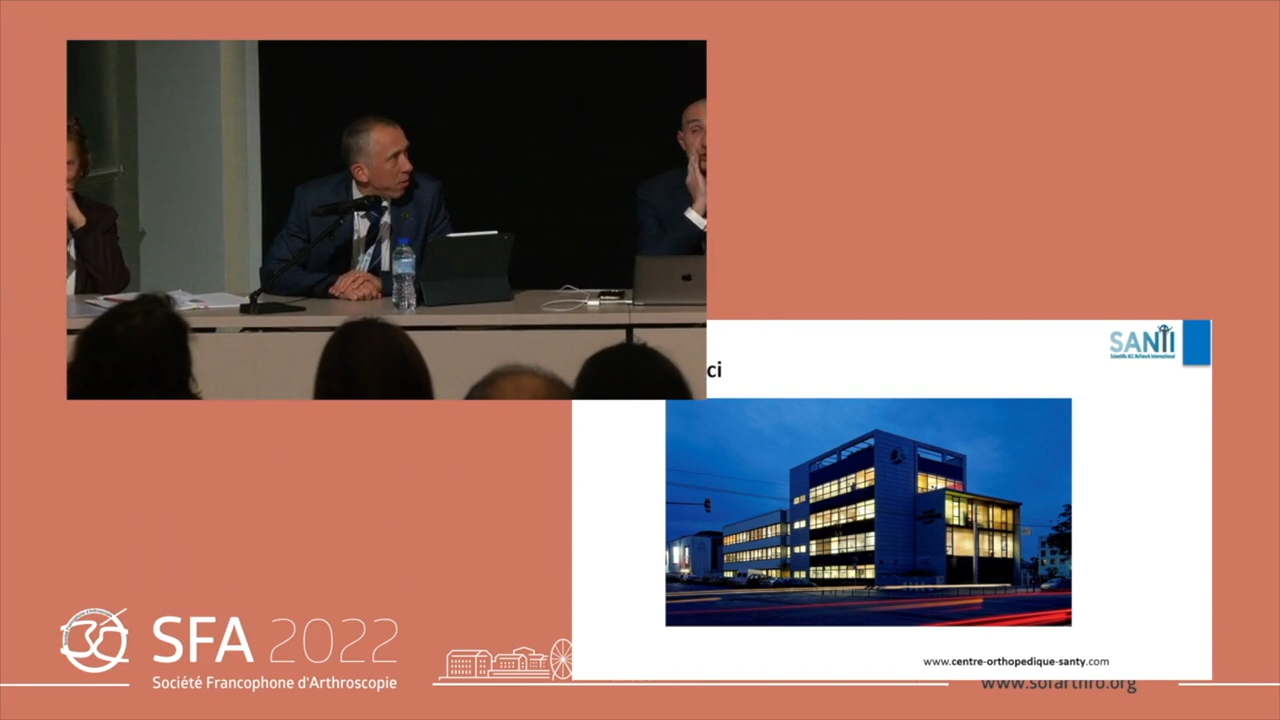 SANTI
Scientific ACL NeTwork International
ci
www.centre-orthopedique-santy.com
30
SFA 2022
Société Francophone d'Arthroscopie
www.sofarthro.org